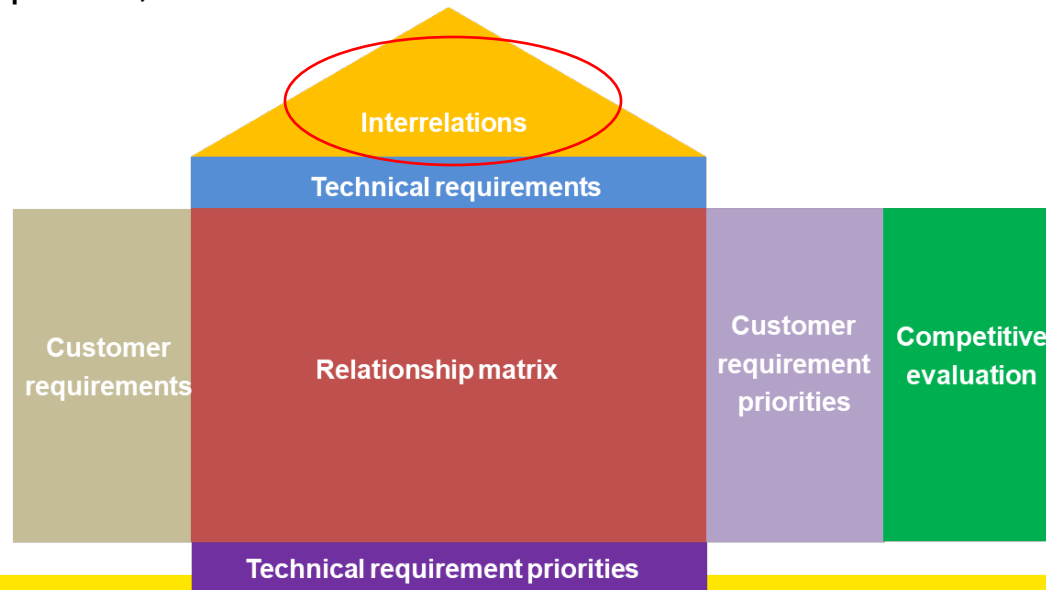 Interrelations
Technical requirements
Customer
requirements
Relationship matrix
Customer
requirement
priorities
Competitive
evaluation
Technical requirement priorities